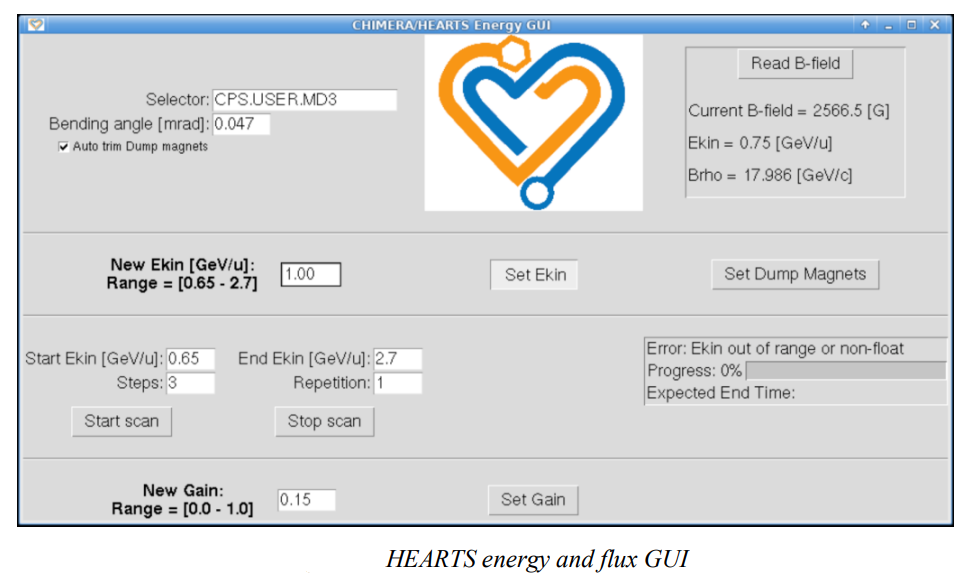 CHIMERA/HEARTS Energy GUI
Selector: CPS.USER.MD3
Bending angle [mrad]: 0.047
Auto trim Dump magnets
Read B-field
Current B-field = 2566.5 [G]
Ekin = 0.75 [GeV/u]
Brho = 17.986 [GeV/c]
New Ekin [GeV/u]:
Range = [0.65 - 2.7]
1.00
Set Ekin
Set Dump Magnets
Start Ekin [GeV/u]: 0.65
End Ekin [GeV/u]: 2.7
Steps: 3
Repetition: 1
Start scan
Stop scan
Error: Ekin out of range or non-float
Progress: 0%
Expected End Time:
New Gain:
Range = [0.0 - 1.0]
0.15
Set Gain
HEARTS energy and flux GUI